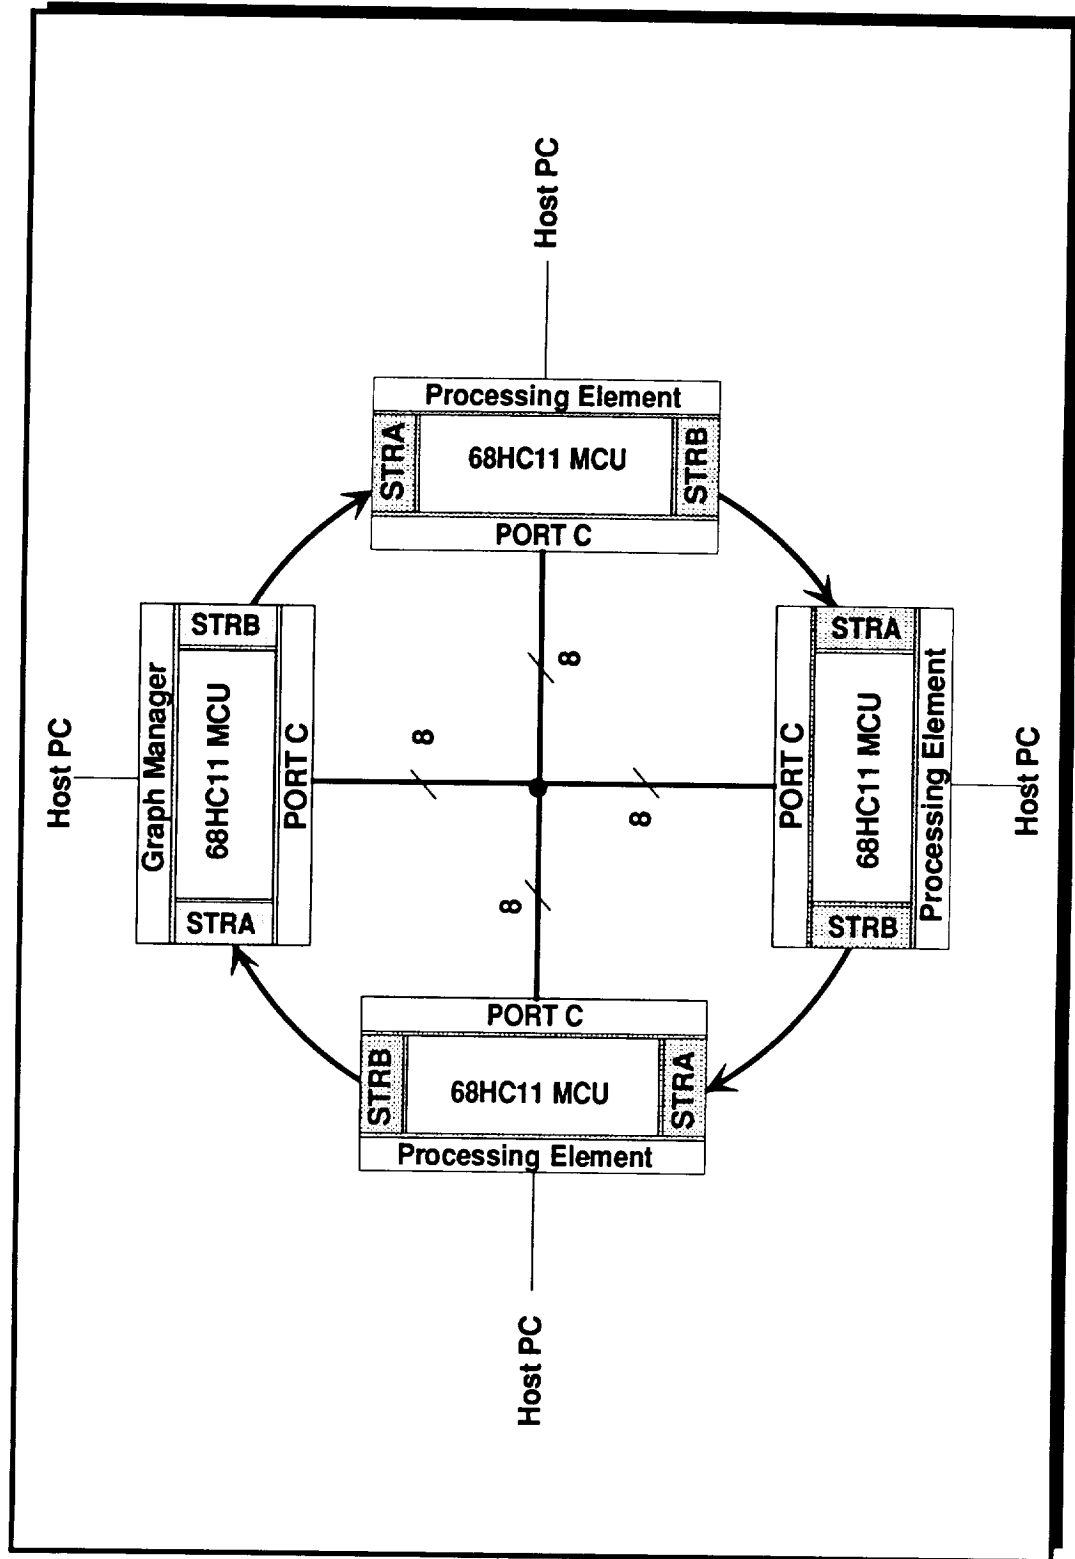 Host PC
Graph Manager
STRA
68HC11 MCU
STRB
PORT C
8
Host PC
Processing Element
STRA
68HC11 MCU
STRB
PORT C
8
Host PC
Processing Element
STRB
68HC11 MCU
STRA
PORT C
8
PORT C
STRB
68HC11 MCU
STRA
Processing Element
8
Host PC